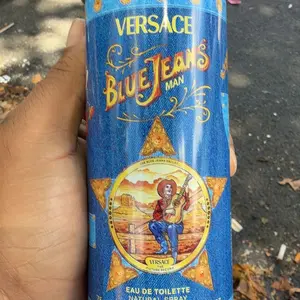 VERSACE
BLUE JEANS
MAN
VERSACE
EAU DE TOILETTE
NATURAL SPRAY